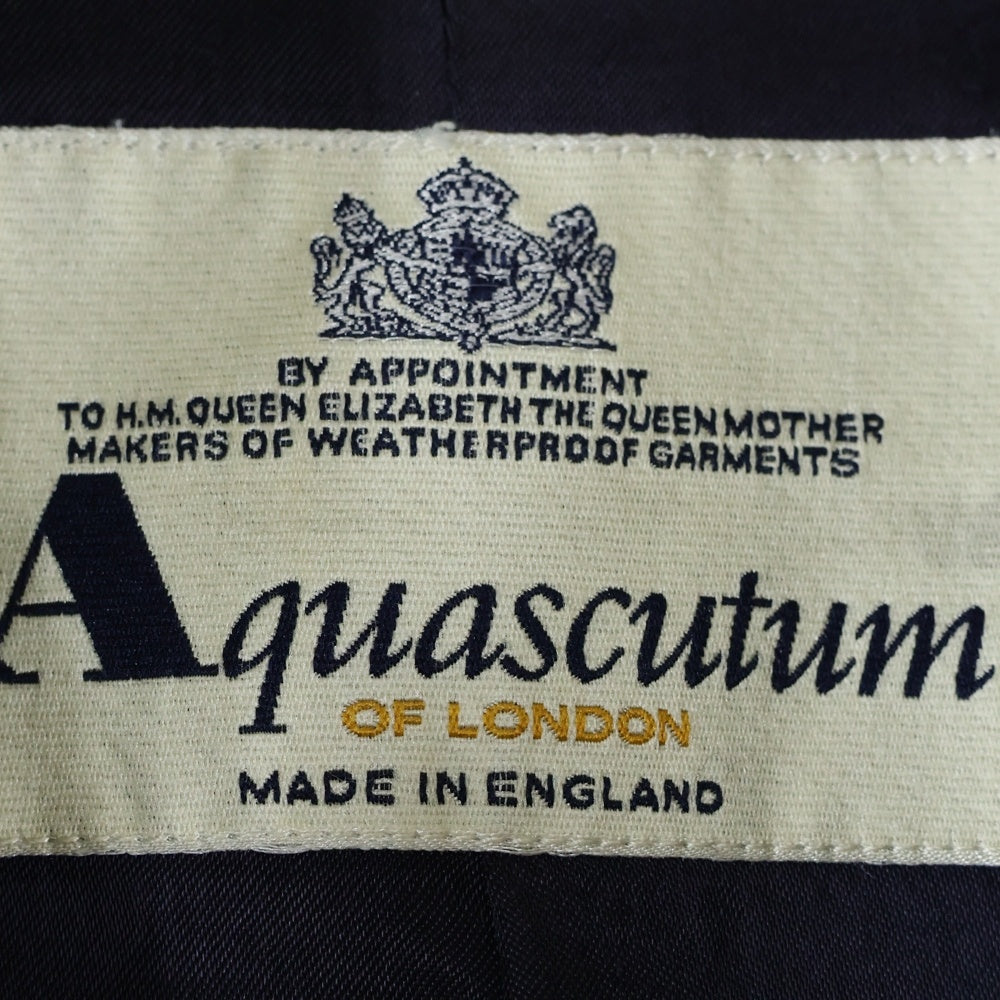 BY APPOINTMENT
TO H.M. QUEEN ELIZABETH THE QUEEN MOTHER
MAKERS OF WEATHERPROOF GARMENTS
Aquascutum
OF LONDON
MADE IN ENGLAND